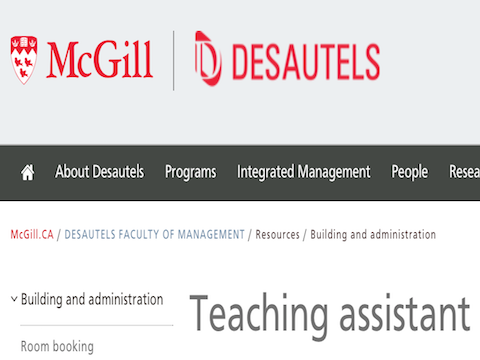 McGill DESAUTELS
About Desautels Programs Integrated Management People Resea
McGill.CA / DESAUTELS FACULTY OF MANAGEMENT / Resources / Building and administration
Building and administration
Teaching assistant
Room booking